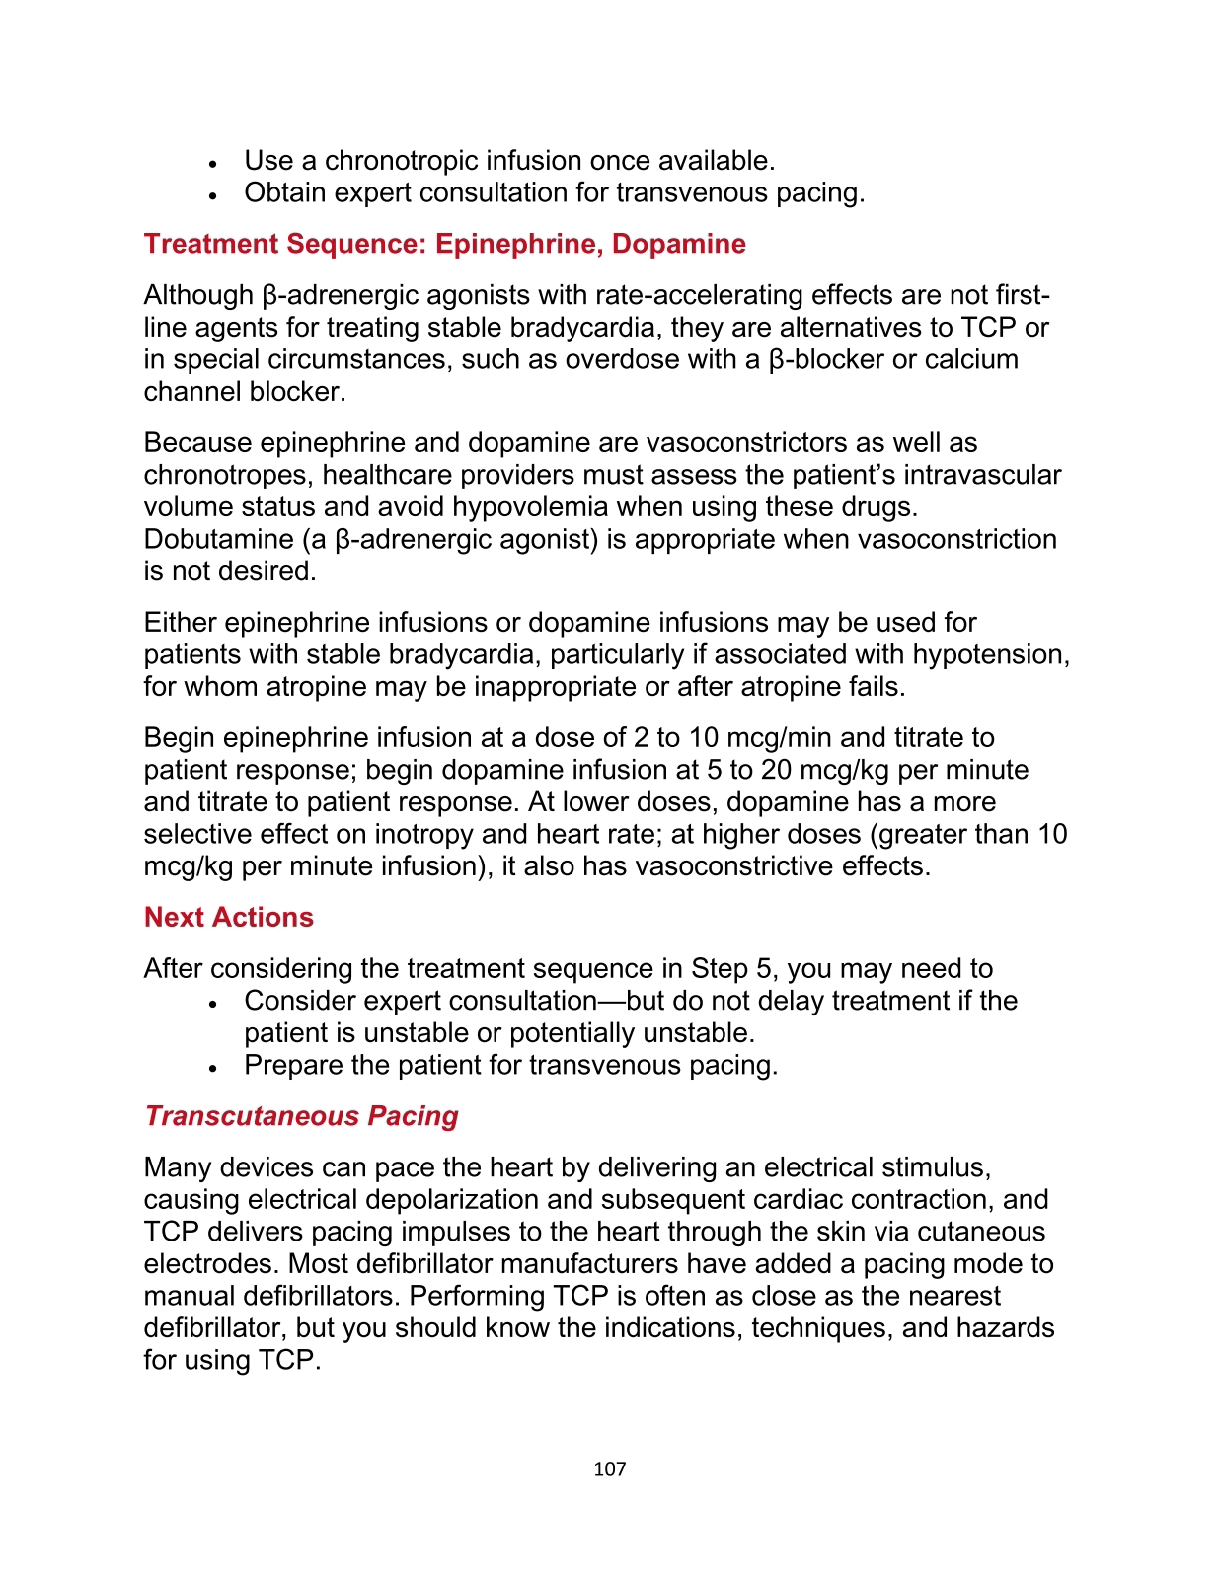 • Use a chronotropic infusion once available.
• Obtain expert consultation for transvenous pacing.
Treatment Sequence: Epinephrine, Dopamine
Although β-adrenergic agonists with rate-accelerating effects are not first-
line agents for treating stable bradycardia, they are alternatives to TCP or
in special circumstances, such as overdose with a β-blocker or calcium
channel blocker.
Because epinephrine and dopamine are vasoconstrictors as well as
chronotropes, healthcare providers must assess the patient’s intravascular
volume status and avoid hypovolemia when using these drugs.
Dobutamine (a β-adrenergic agonist) is appropriate when vasoconstriction
is not desired.
Either epinephrine infusions or dopamine infusions may be used for
patients with stable bradycardia, particularly if associated with hypotension,
for whom atropine may be inappropriate or after atropine fails.
Begin epinephrine infusion at a dose of 2 to 10 mcg/min and titrate to
patient response; begin dopamine infusion at 5 to 20 mcg/kg per minute
and titrate to patient response. At lower doses, dopamine has a more
selective effect on inotropy and heart rate; at higher doses (greater than 10
mcg/kg per minute infusion), it also has vasoconstrictive effects.
Next Actions
After considering the treatment sequence in Step 5, you may need to
• Consider expert consultation—but do not delay treatment if the
patient is unstable or potentially unstable.
• Prepare the patient for transvenous pacing.
Transcutaneous Pacing
Many devices can pace the heart by delivering an electrical stimulus,
causing electrical depolarization and subsequent cardiac contraction, and
TCP delivers pacing impulses to the heart through the skin via cutaneous
electrodes. Most defibrillator manufacturers have added a pacing mode to
manual defibrillators. Performing TCP is often as close as the nearest
defibrillator, but you should know the indications, techniques, and hazards
for using TCP.
107